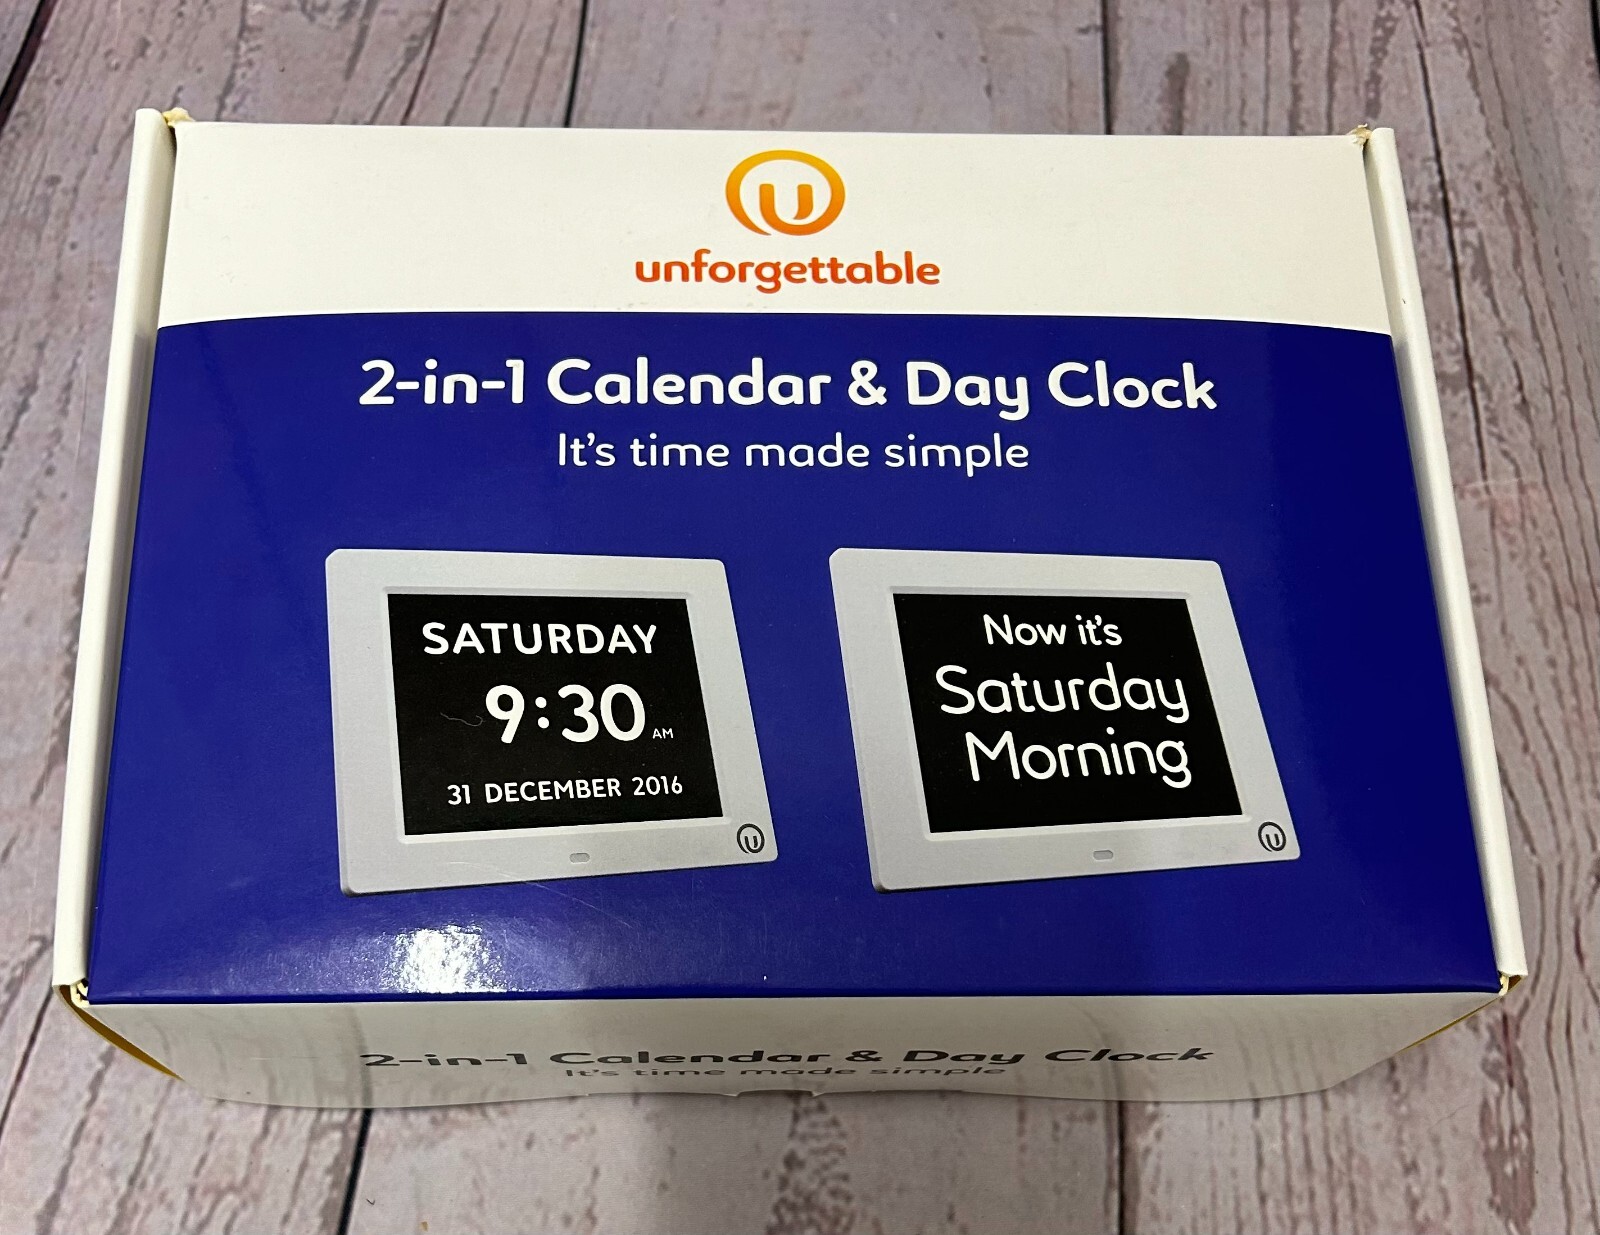 unforgettable
2-in-1 Calendar & Day Clock
It's time made simple
SATURDAY
9:30 AM
31 DECEMBER 2016
Now it's
Saturday
Morning
2-in-1 Calendar & Day Clock
It's time made simple